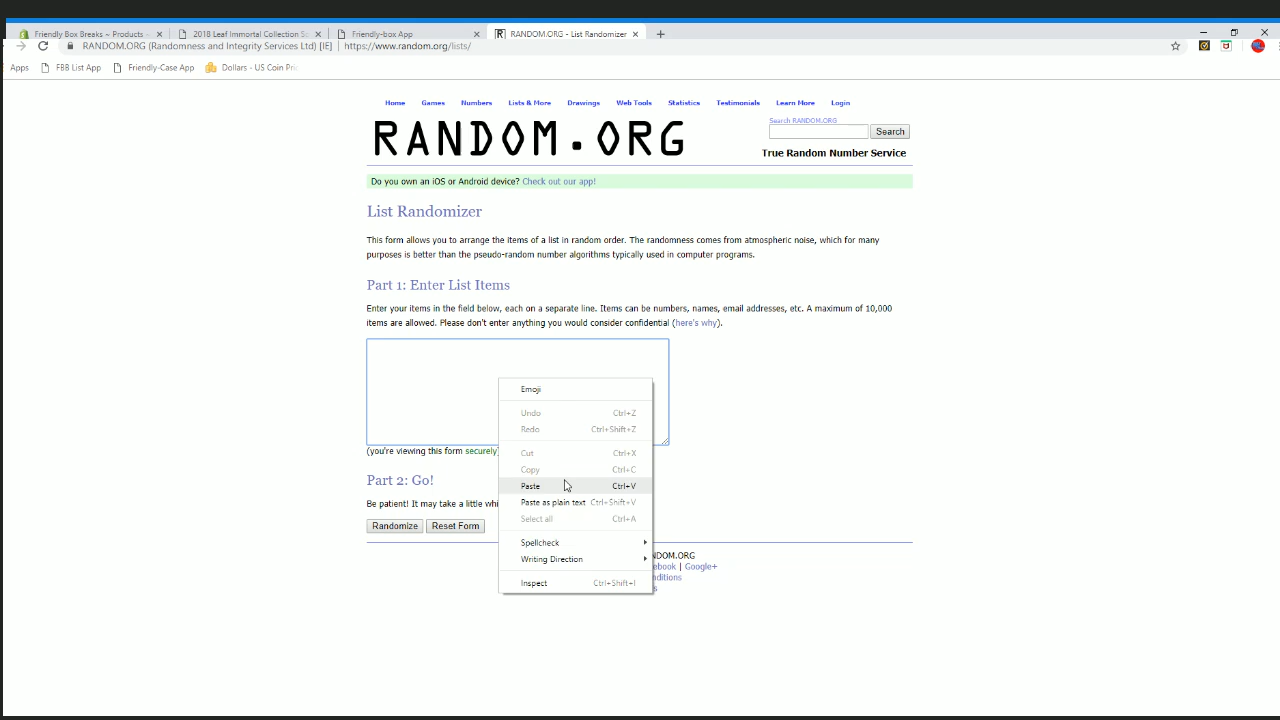 Friendly Box Breaks ~ Products ~
2018 Leaf Immortal Collection S
Friendly-box App
RANDOM.ORG - List Randomizer
RANDOM.ORG (Randomness and Integrity Services Ltd) [IE] | https://www.random.org/lists/
Apps
FBB List App
Friendly-Case App
Dollars - US Coin Pric
Home
Games
Numbers
Lists & More
Drawings
Web Tools
Statistics
Testimonials
Learn More
Login
RANDOM.ORG
Search RANDOM.ORG
Search
True Random Number Service
Do you own an iOS or Android device? Check out our app!
List Randomizer
This form allows you to arrange the items of a list in random order. The randomness comes from atmospheric noise, which for many
purposes is better than the pseudo-random number algorithms typically used in computer programs.
Part 1: Enter List Items
Enter your items in the field below, each on a separate line. Items can be numbers, names, email addresses, etc. A maximum of 10,000
items are allowed. Please don't enter anything you would consider confidential (here's why).
(you're viewing this form securely)
Part 2: Go!
Be patient! It may take a little whi
Randomize
Reset Form
Emoji
Undo Ctrl+Z
Redo Ctrl+Shift+Z
Cut Ctrl+X
Copy Ctrl+C
Paste Ctrl+V
Paste as plain text Ctrl+Shift+V
Select all Ctrl+A
Spellcheck
Writing Direction
Inspect Ctrl+Shift+I
NDOM.ORG
ebook | Google+
nditions
s